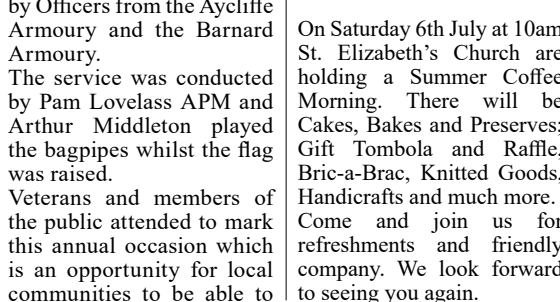 by Officers from the Aycliffe
Armoury and the Barnard
Armoury.
The service was conducted
by Pam Lovelass APM and
Arthur Middleton played
the bagpipes whilst the flag
was raised.
Veterans and members of
the public attended to mark
this annual occasion which
is an opportunity for local
communities to be able to
On Saturday 6th July at 10am
St. Elizabeth's Church are
holding a Summer Coffee
Morning. There will be
Cakes, Bakes and Preserves;
Gift Tombola and Raffle,
Bric-a-Brac, Knitted Goods,
Handicrafts and much more.
Come and join us for
refreshments and friendly
company. We look forward
to seeing you again.